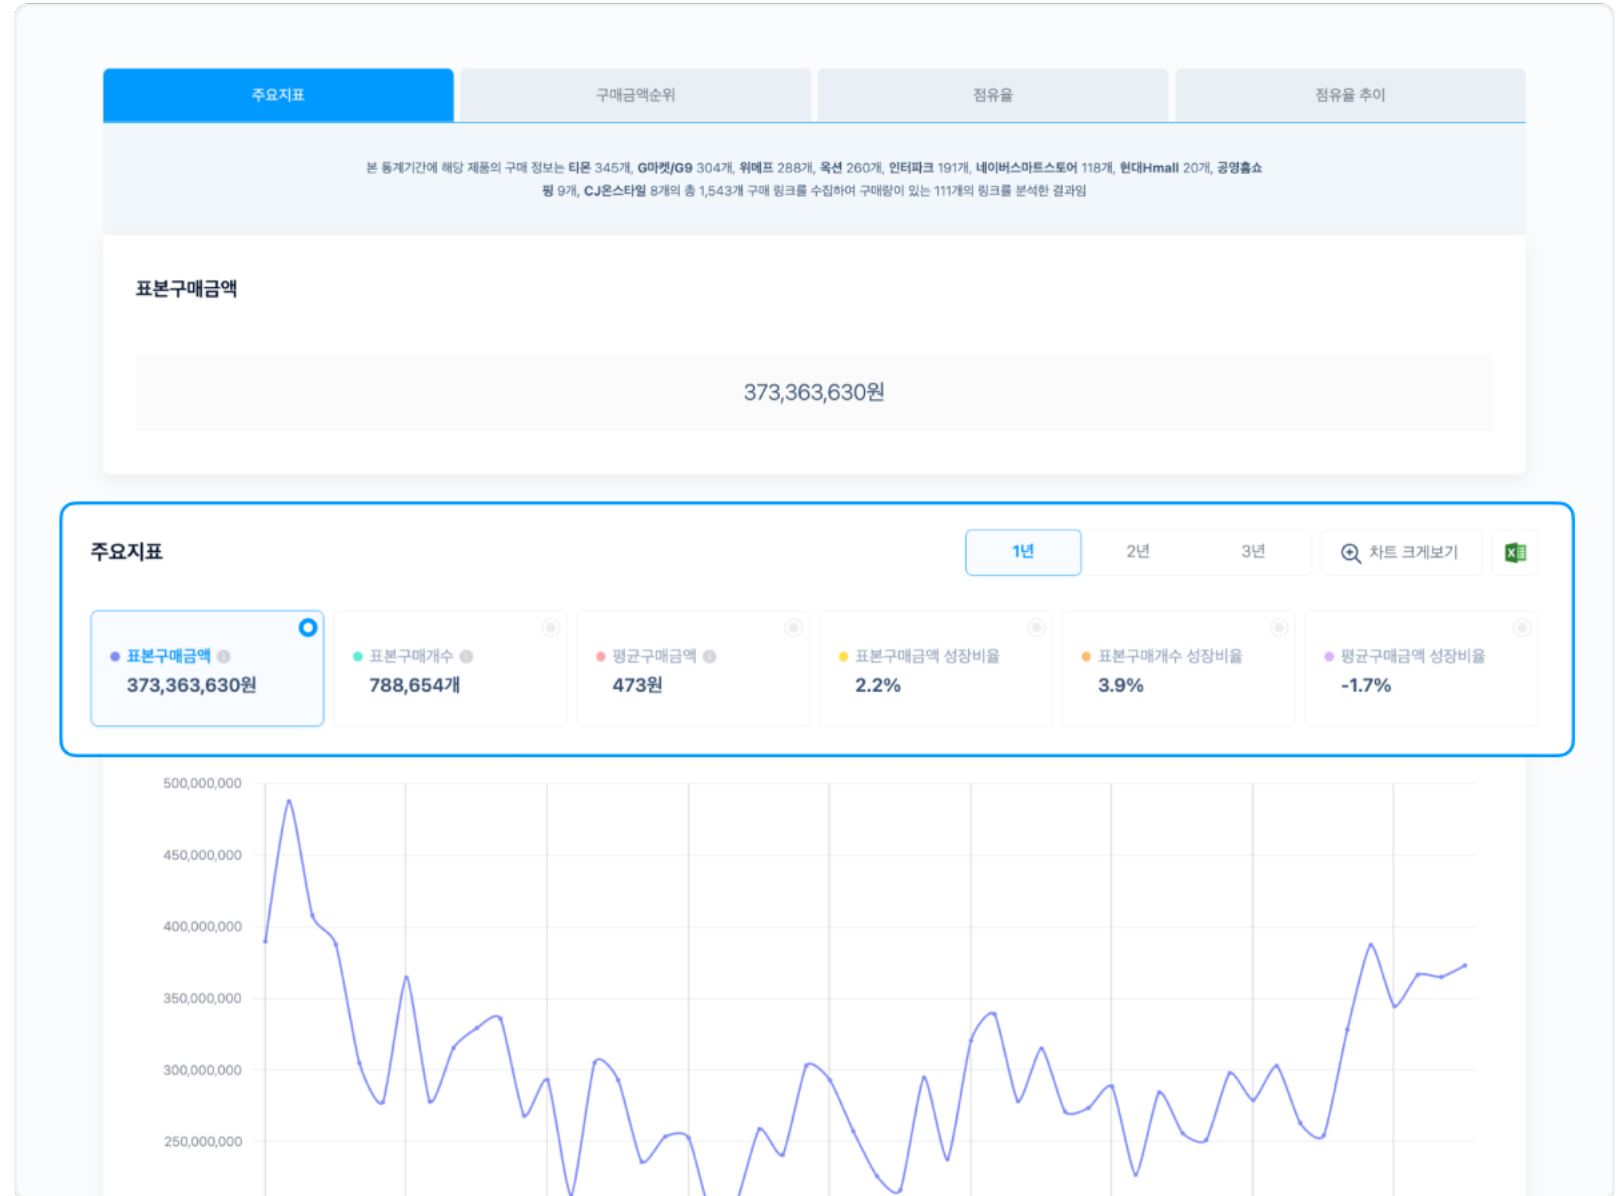 주요지표
구매금액순위
점유율
점유율 추이
본 통계기간에 해당 제품의 구매 정보는 티몬 345개, G마켓/G9 304개, 위메프 288개, 옥션 260개, 인터파크 191개, 네이버스마트스토어 118개, 현대Hmall 20개, 공영홈쇼
핑 9개, CJ온스타일 8개의 총 1,543개 구매 링크를 수집하여 구매량이 있는 111개의 링크를 분석한 결과임
표본구매금액
373,363,630원
주요지표
1년
2년
3년
차트 크게보기
표본구매금액
373,363,630원
표본구매개수
788,654개
평균구매금액
473원
표본구매금액 성장비율
2.2%
표본구매개수 성장비율
3.9%
평균구매금액 성장비율
-1.7%
500,000,000
450,000,000
400,000,000
350,000,000
300,000,000
250,000,000